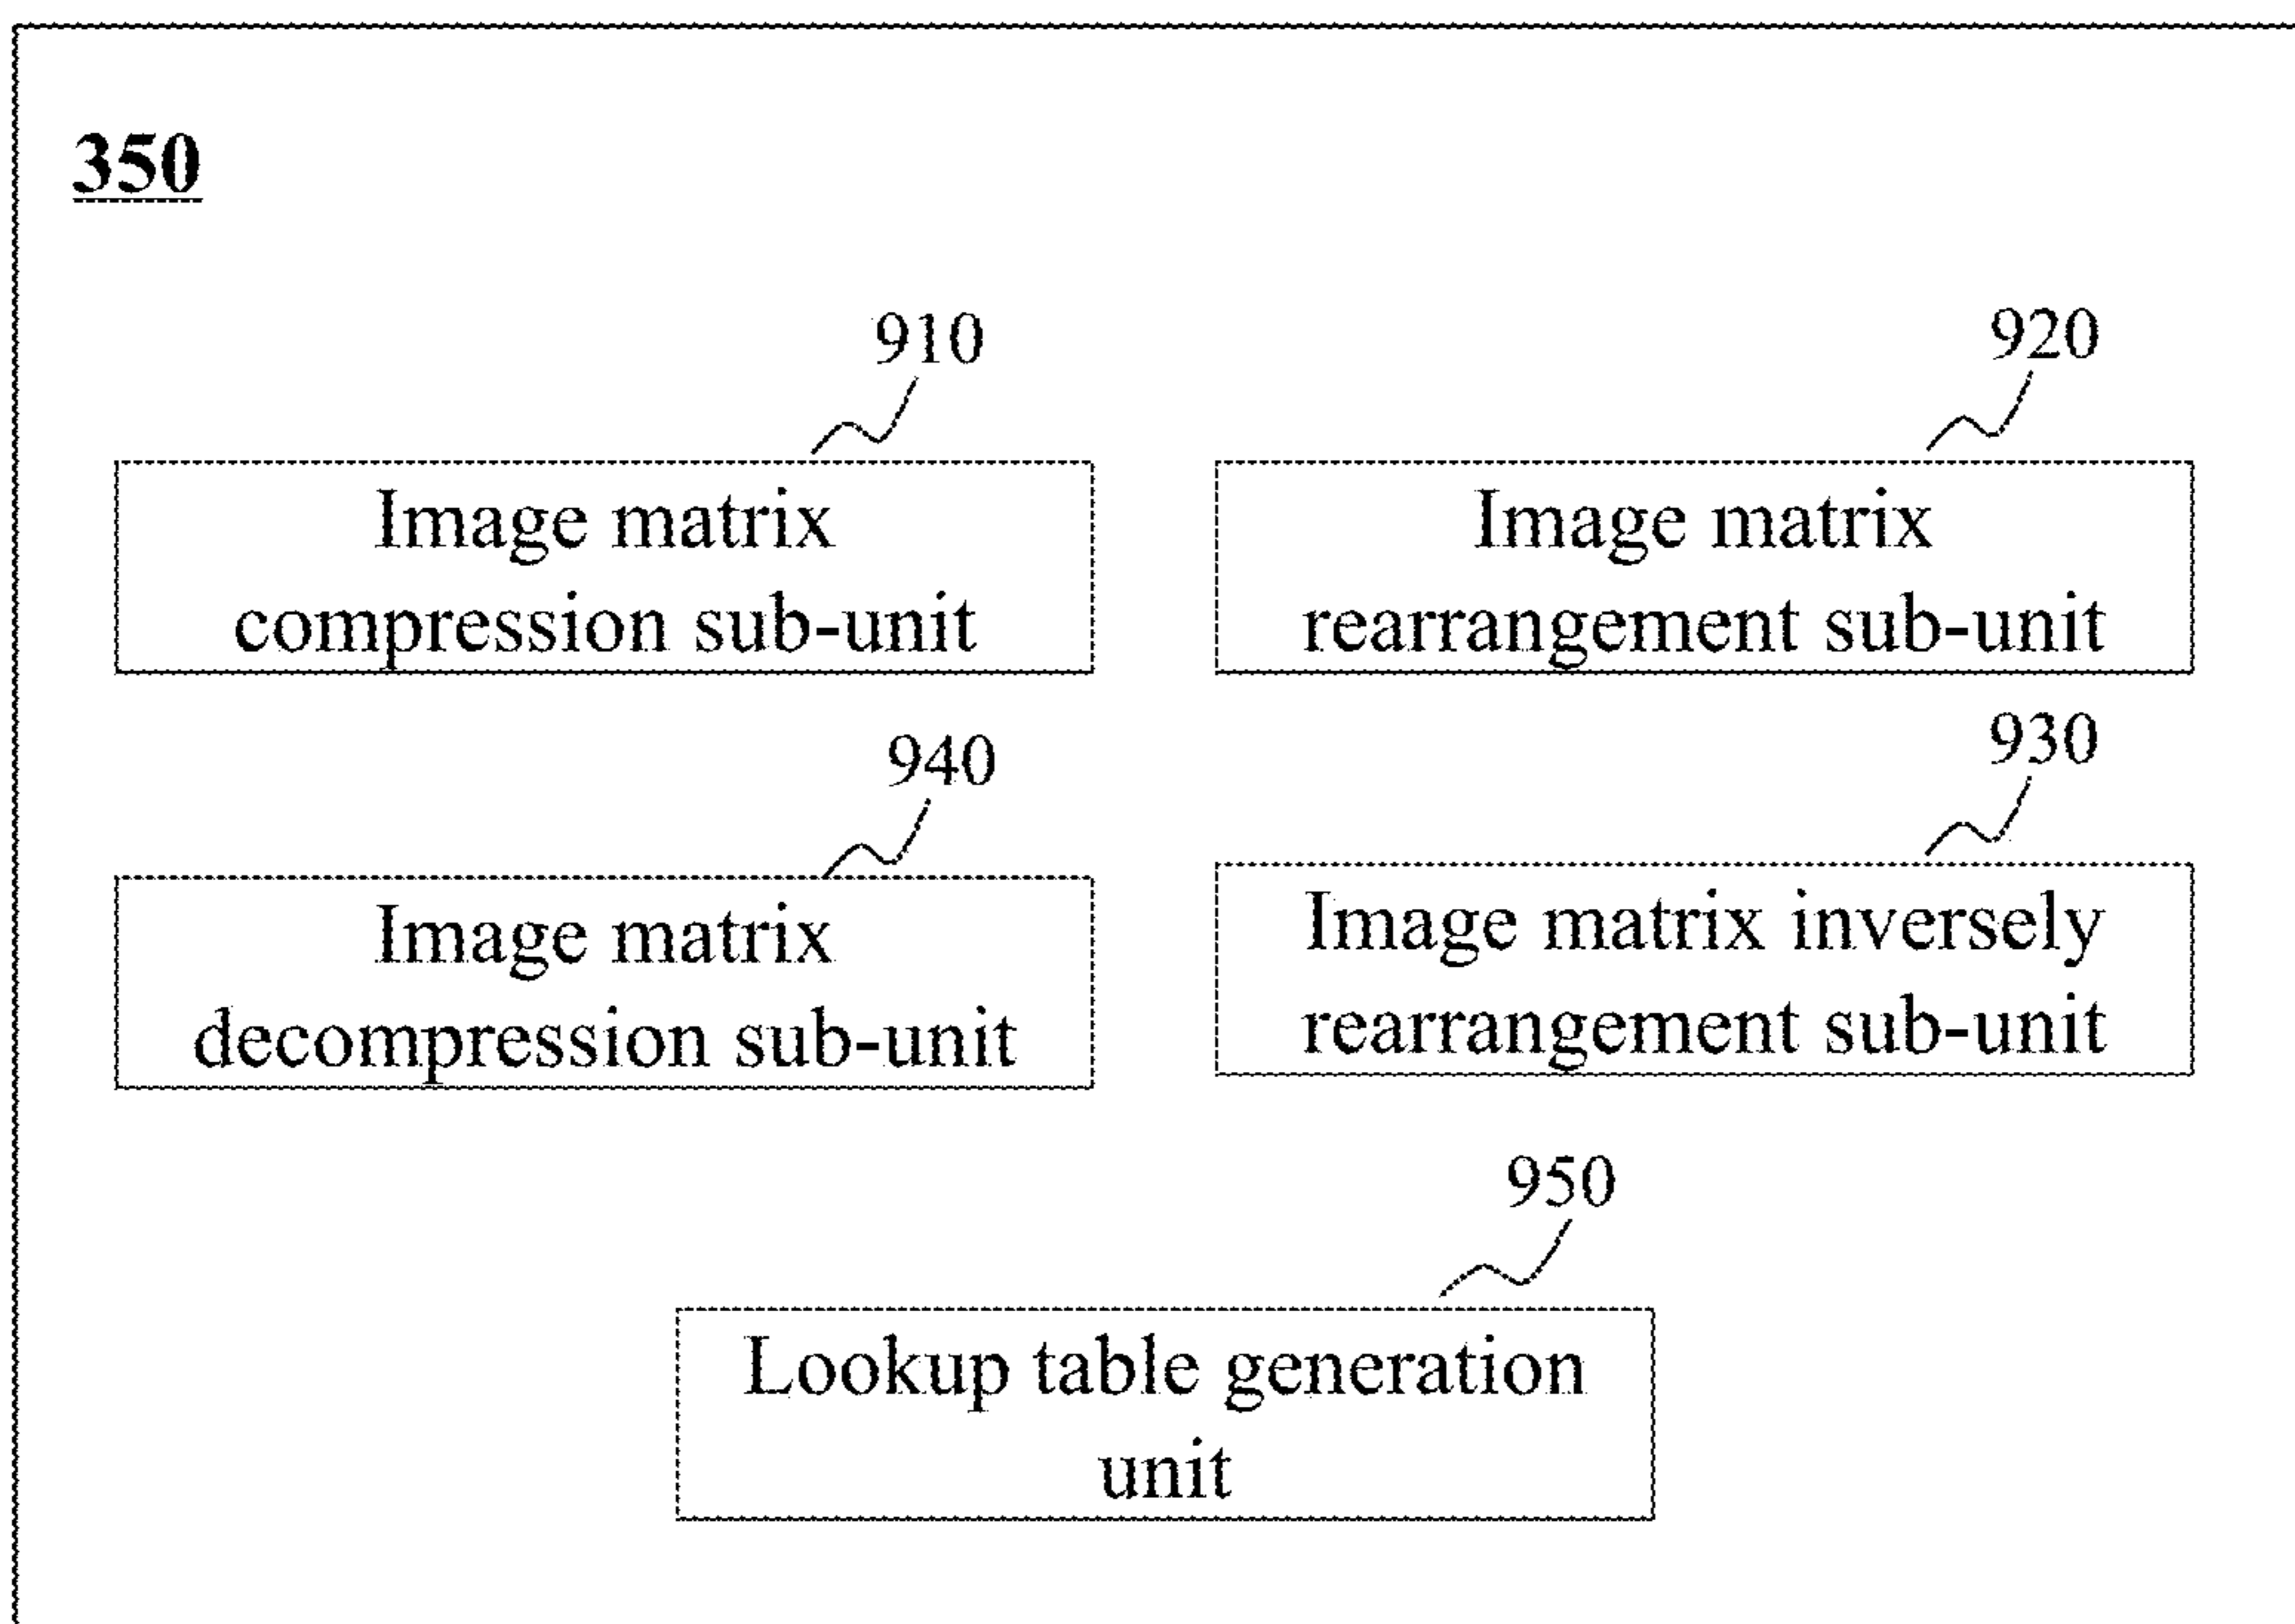 350
910
Image matrix
compression sub-unit
920
Image matrix
rearrangement sub-unit
940
Image matrix
decompression sub-unit
930
Image matrix inversely
rearrangement sub-unit
950
Lookup table generation
unit